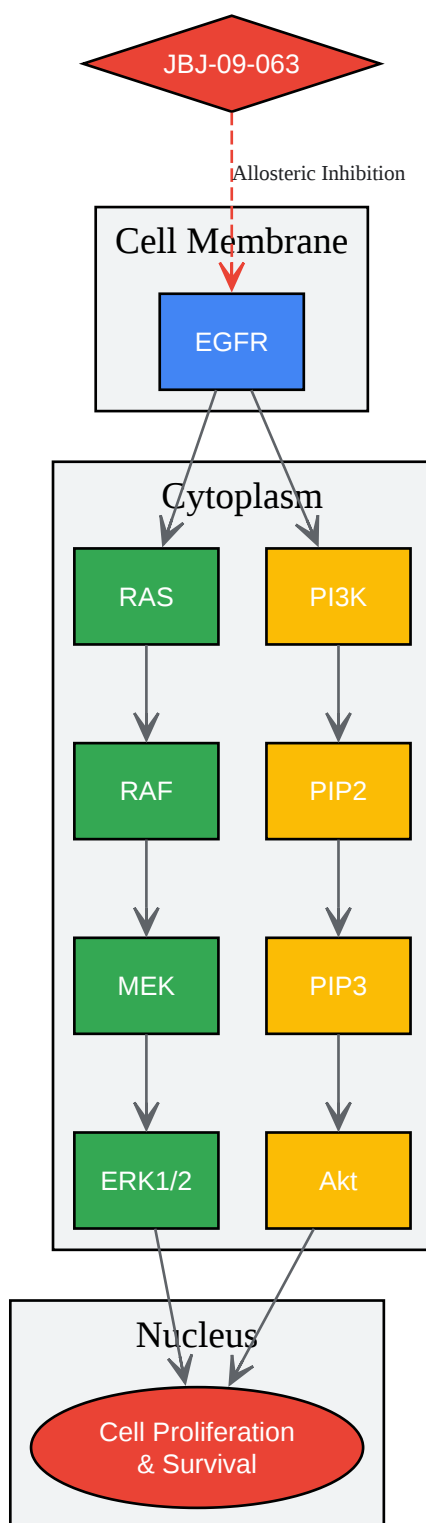 JBJ-09-063
Allosteric Inhibition
Cell Membrane
EGFR
Cytoplasm
RAS
PI3K
RAF
PIP2
MEK
PIP3
ERK1/2
Akt
Nucleus
Cell Proliferation
& Survival